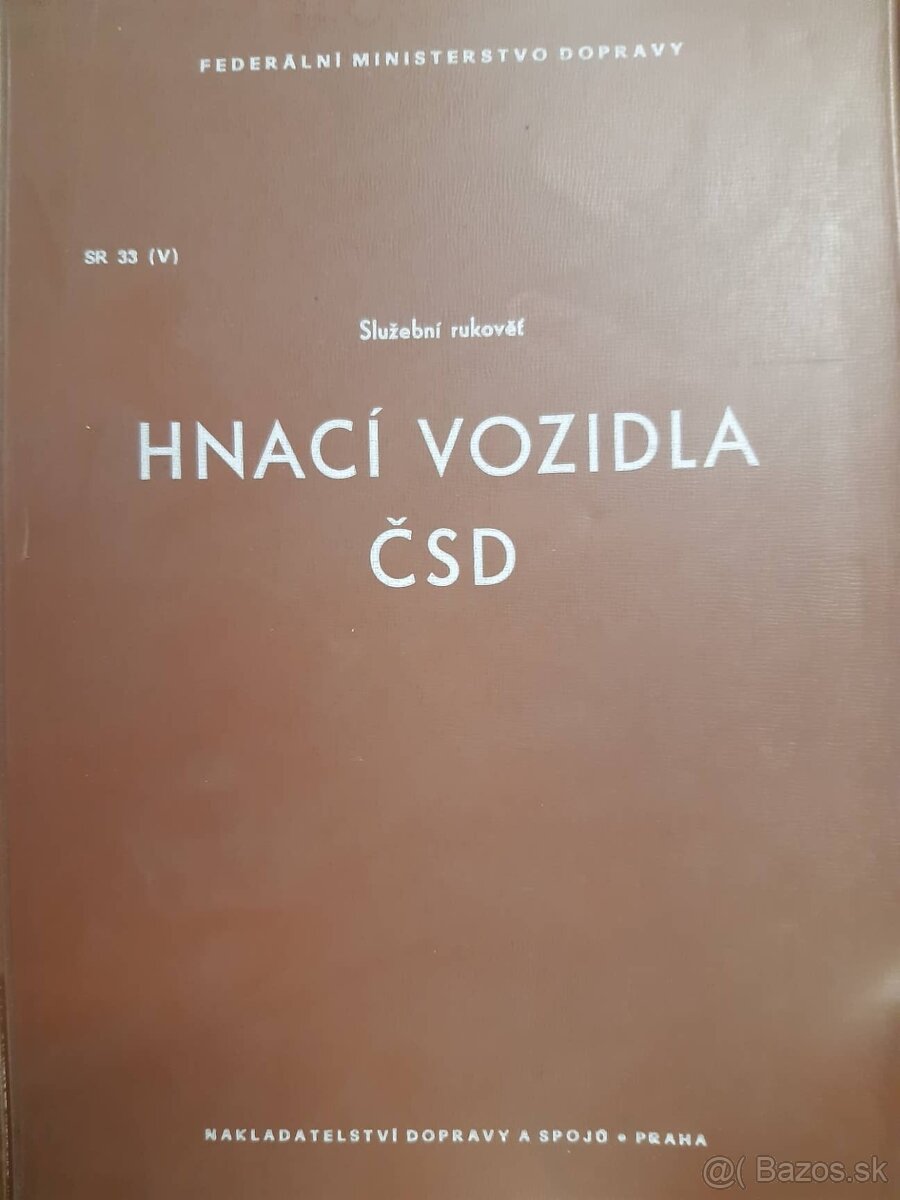 FEDERÁLNÍ MINISTERSTVO DOPRAVY
SR 33 (V)
Služební rukověť
HNACÍ VOZIDLA
ČSD
NAKLADATELSTVÍ DOPRAVY A SPOJŮ • PRAHA
@( Bazos.sk